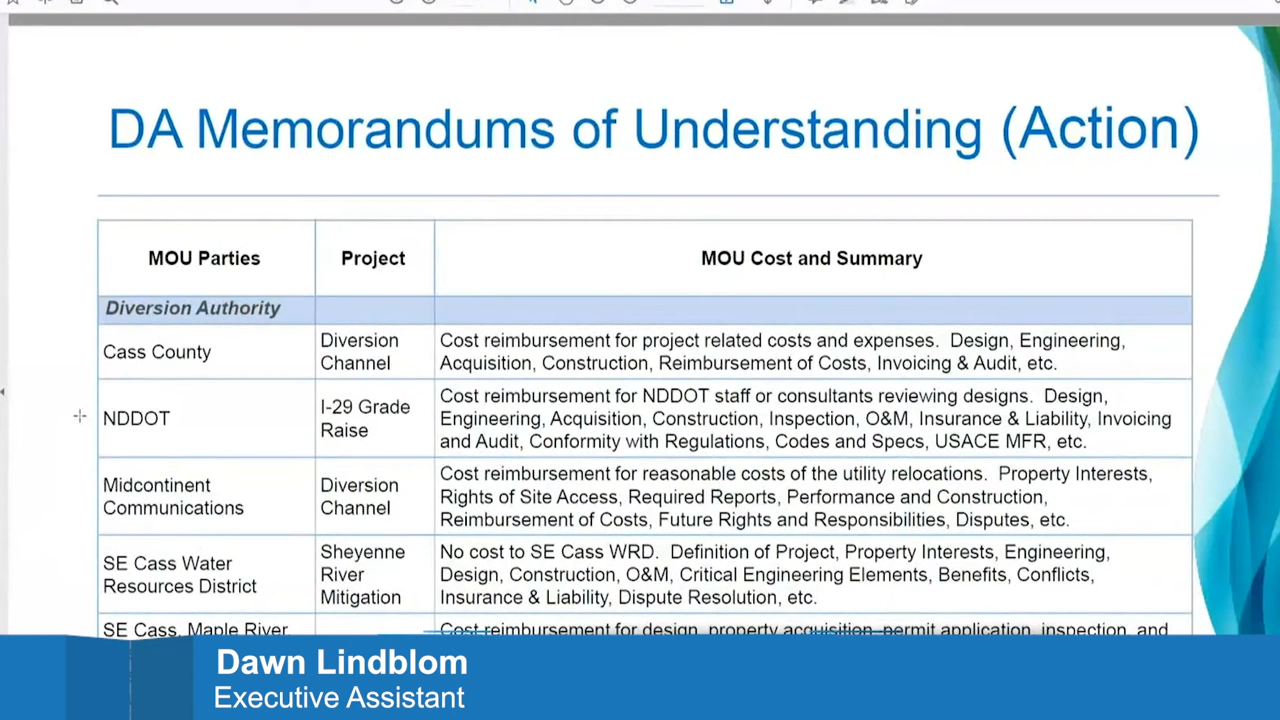 DA Memorandums of Understanding (Action)
MOU Parties Project MOU Cost and Summary
Diversion Authority
Cass County
Diversion
Channel
Cost reimbursement for project related costs and expenses. Design, Engineering,
Acquisition, Construction, Reimbursement of Costs, Invoicing & Audit, etc.
NDDOT
I-29 Grade
Raise
Cost reimbursement for NDDOT staff or consultants reviewing designs. Design,
Engineering, Acquisition, Construction, Inspection, O&M, Insurance & Liability, Invoicing
and Audit, Conformity with Regulations, Codes and Specs, USACE MFR, etc.
Midcontinent
Communications
Diversion
Channel
Cost reimbursement for reasonable costs of the utility relocations. Property Interests,
Rights of Site Access, Required Reports, Performance and Construction,
Reimbursement of Costs, Future Rights and Responsibilities, Disputes, etc.
SE Cass Water
Resources District
Sheyenne
River
Mitigation
No cost to SE Cass WRD. Definition of Project, Property Interests, Engineering,
Design, Construction, O&M, Critical Engineering Elements, Benefits, Conflicts,
Insurance & Liability, Dispute Resolution, etc.
SE Cass, Maple River
Cost reimbursement for design, property acquisition, permit application, inspection, and
Dawn Lindblom
Executive Assistant